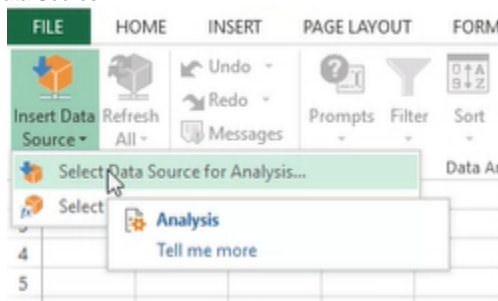 FILE HOME INSERT PAGE LAYOUT FORM
Insert Data Source Refresh All Undo Redo Messages Prompts Filter Sort
Data A
Select Data Source for Analysis...
Select
Analysis
Tell me more
4
5